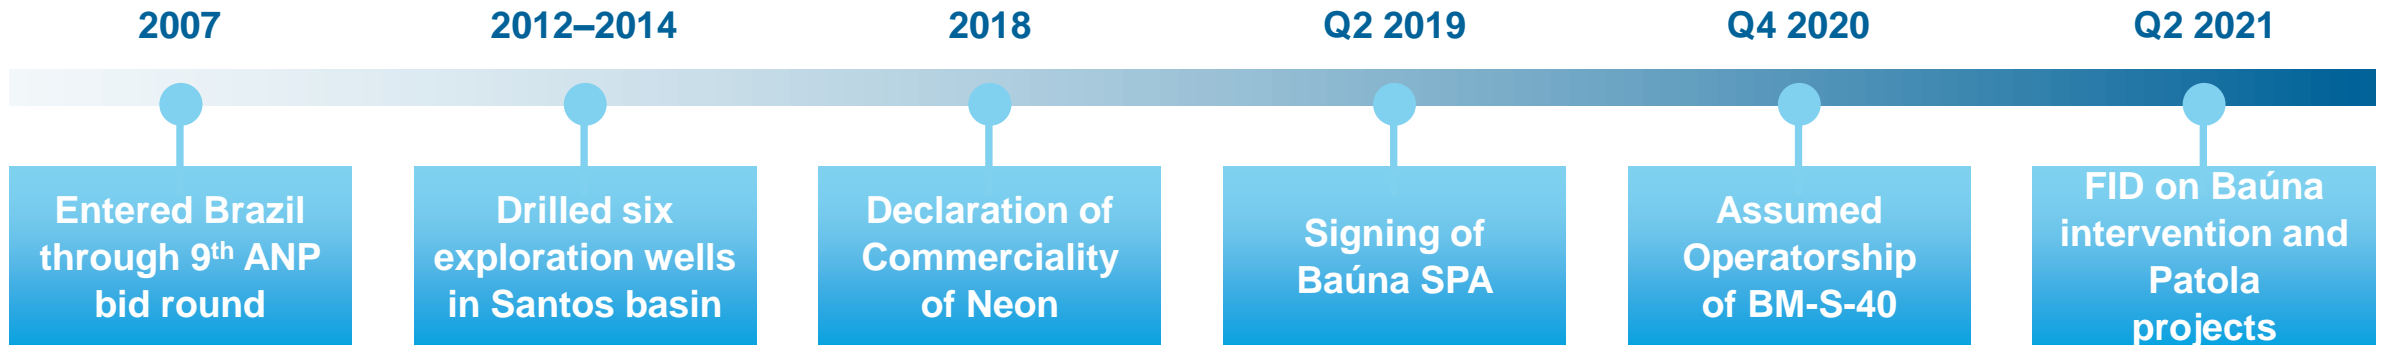 2007
2012–2014
2018
Q2 2019
Q4 2020
Q2 2021
Entered Brazil
through 9th ANP
bid round
Drilled six
exploration wells
in Santos basin
Declaration of
Commerciality
of Neon
Signing of
Baúna SPA
Assumed
Operatorship
of BM-S-40
FID on Baúna
intervention and
Patola
projects